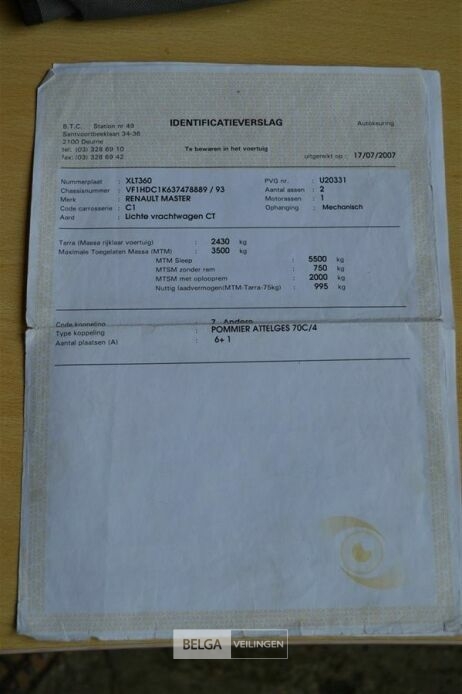 IDENTIFICATIEVERSLAG
Autokeuring
B.T.C. Station nr 49
Santvoortbeeklaan 34-36
2100 Deurne
tel: (03) 328 69 10
fax: (03) 328 69 42
Te bewaren in het voertuig
uitgereikt op : 17/07/2007
Nummerplaat : XLT360
PVG nr. : U20331
Chassisnummer : VF1HDC1K637478889 / 93
Aantal assen : 2
Merk : RENAULT MASTER
Motorassen : 1
Code carrosserie : C1
Ophanging : Mechanisch
Aard : Lichte vrachtwagen CT
Tarra (Massa rijklaar voertuig) : 2430 kg
Maximale Toegelaten Massa (MTM) : 3500 kg
MTM Sleep : 5500 kg
MTSM zonder rem : 750 kg
MTSM met oplooprem : 2000 kg
Nuttig laadvermogen(MTM-Tarra-75kg) : 995 kg
Code koppeling : 7 Andere
Type koppeling : POMMIER ATTELGES 70C/4
Aantal plaatsen (A) : 6+ 1
BELGA VEILINGEN